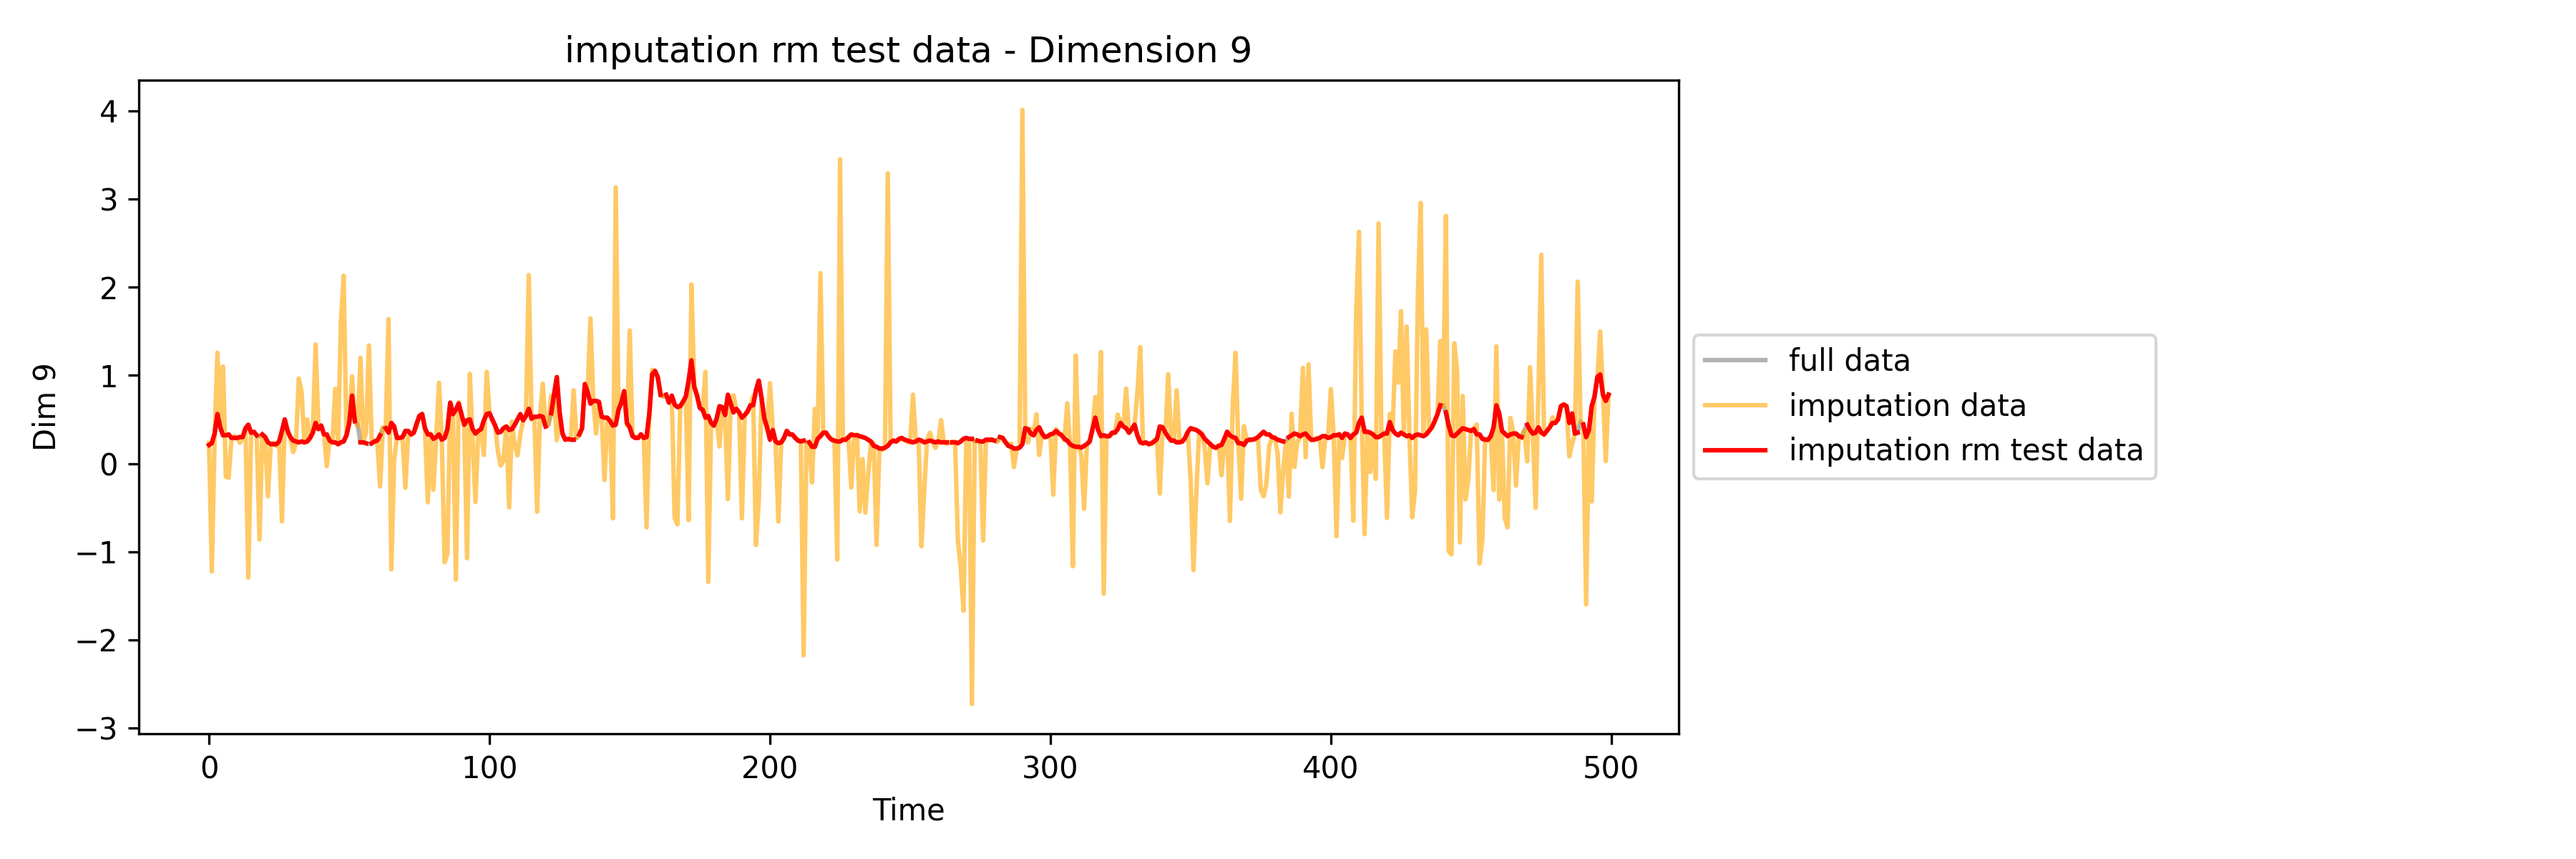 imputation rm test data - Dimension 9
4
3
2
1
0
−1
−2
−3
Dim 9
0 100 200 300 400 500
Time
full data
imputation data
imputation rm test data